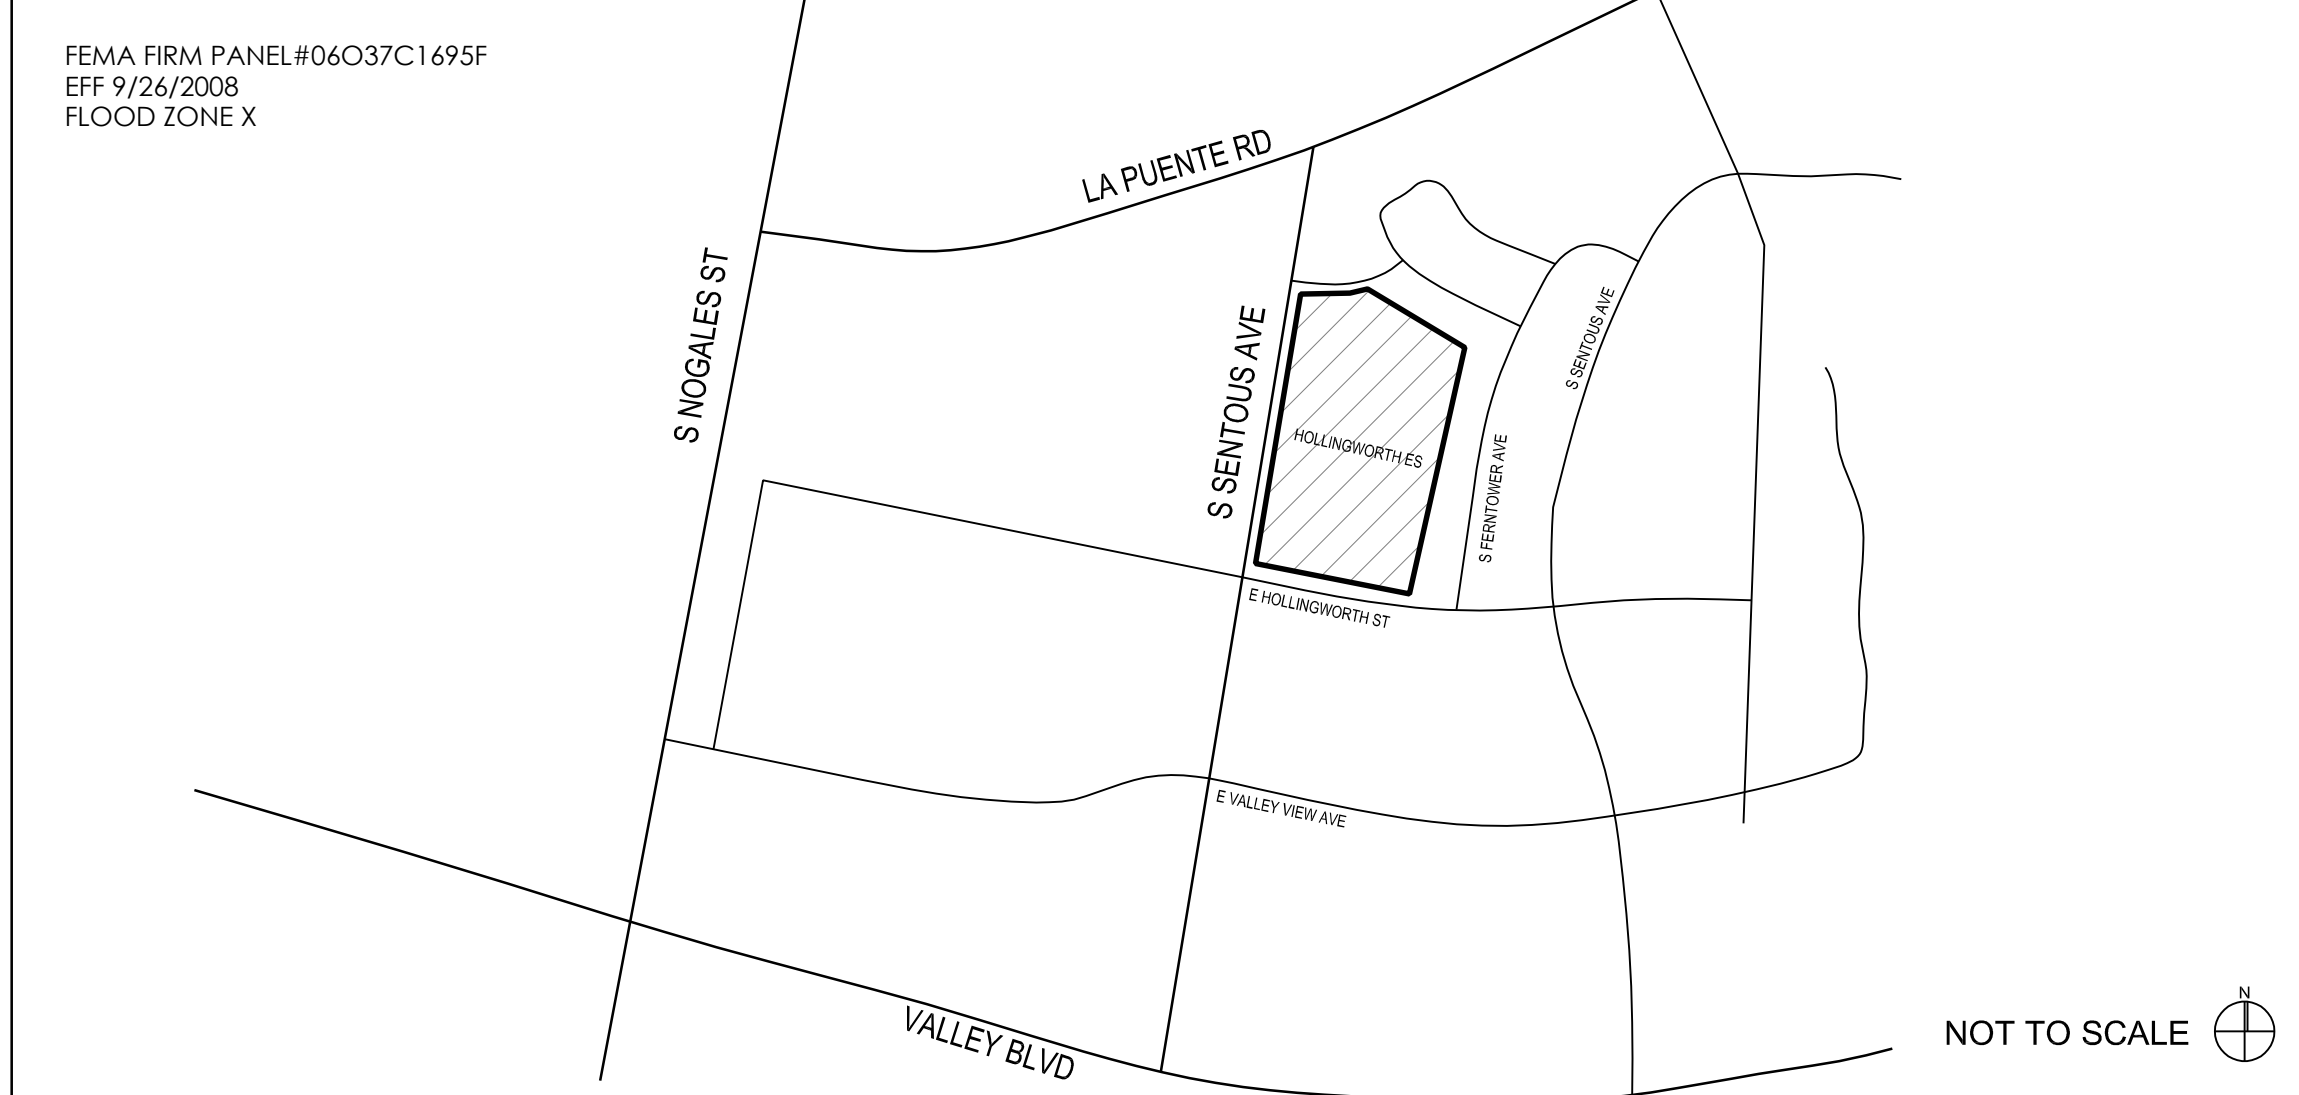 FEMA FIRM PANEL#06O37C1695F
EFF 9/26/2008
FLOOD ZONE X
LA PUENTE RD
S NOGALES ST
S SENTOUS AVE
S SENTOUS AVE
HOLLINGWORTH ES
S FERNTOWER AVE
E HOLLINGWORTH ST
E VALLEY VIEW AVE
VALLEY BLVD
N
NOT TO SCALE